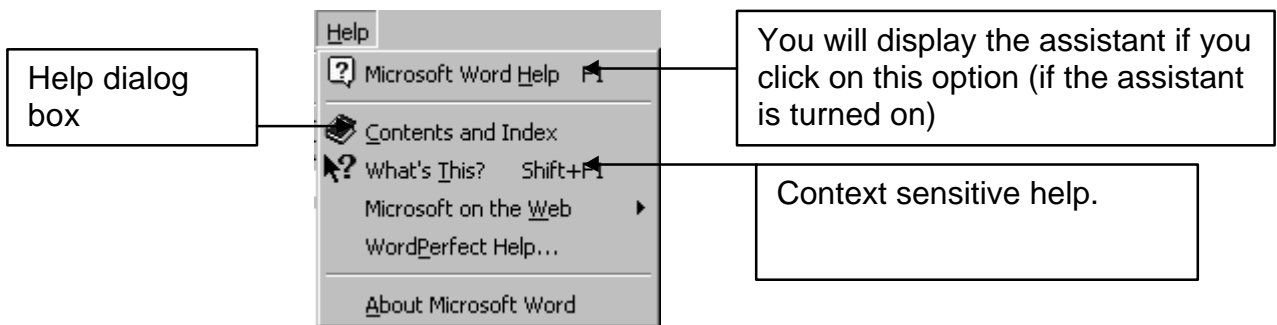 Help
Microsoft Word Help F1
Contents and Index
What's This? Shift+F1
Microsoft on the Web
WordPerfect Help...
About Microsoft Word
Help dialog
box
You will display the assistant if you
click on this option (if the assistant
is turned on)
Context sensitive help.